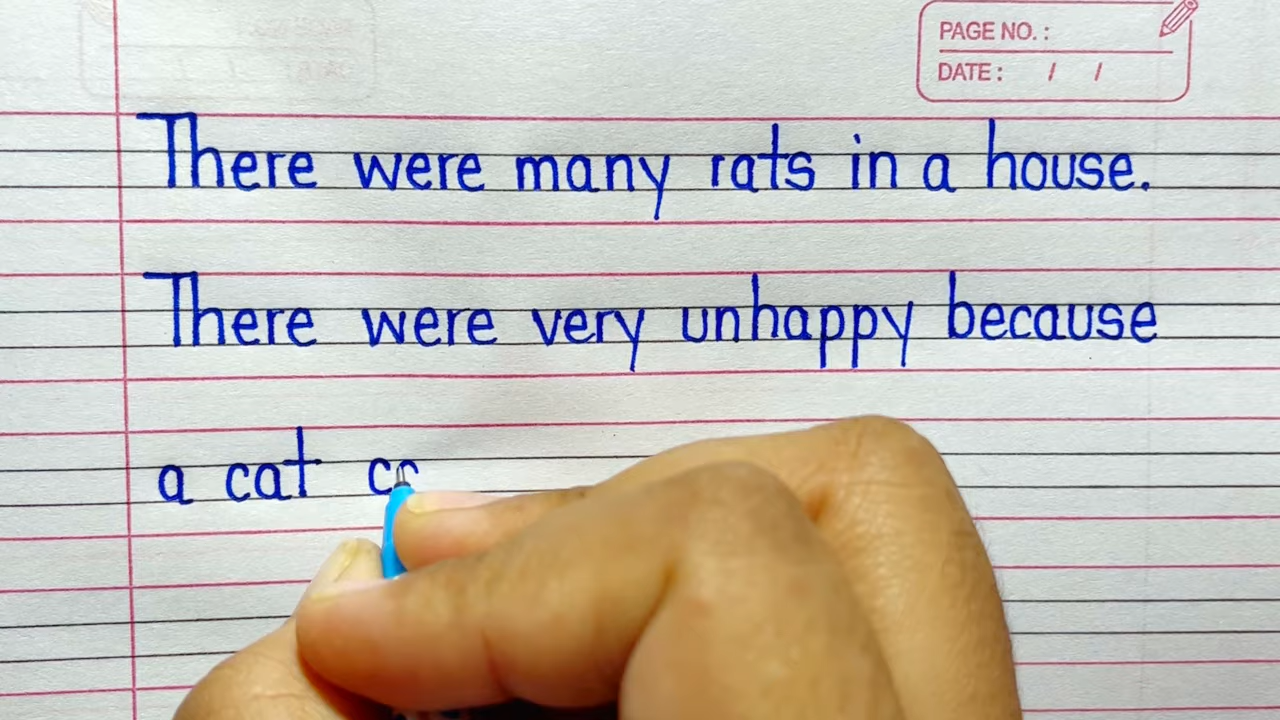 PAGE NO. :
DATE : / /
There were many rats in a house.
There were very unhappy because
a cat